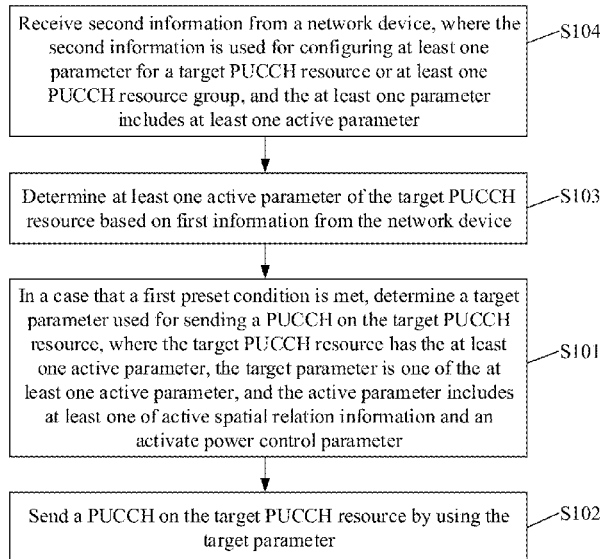 Receive second information from a network device, where the
second information is used for configuring at least one
parameter for a target PUCCH resource or at least one
PUCCH resource group, and the at least one parameter
includes at least one active parameter
S104
Determine at least one active parameter of the target PUCCH
resource based on first information from the network device
S103
In a case that a first preset condition is met, determine a target
parameter used for sending a PUCCH on the target PUCCH
resource, where the target PUCCH resource has the at least
one active parameter, the target parameter is one of the at
least one active parameter, and the active parameter includes
at least one of active spatial relation information and an
activate power control parameter
S101
Send a PUCCH on the target PUCCH resource by using the
target parameter
S102